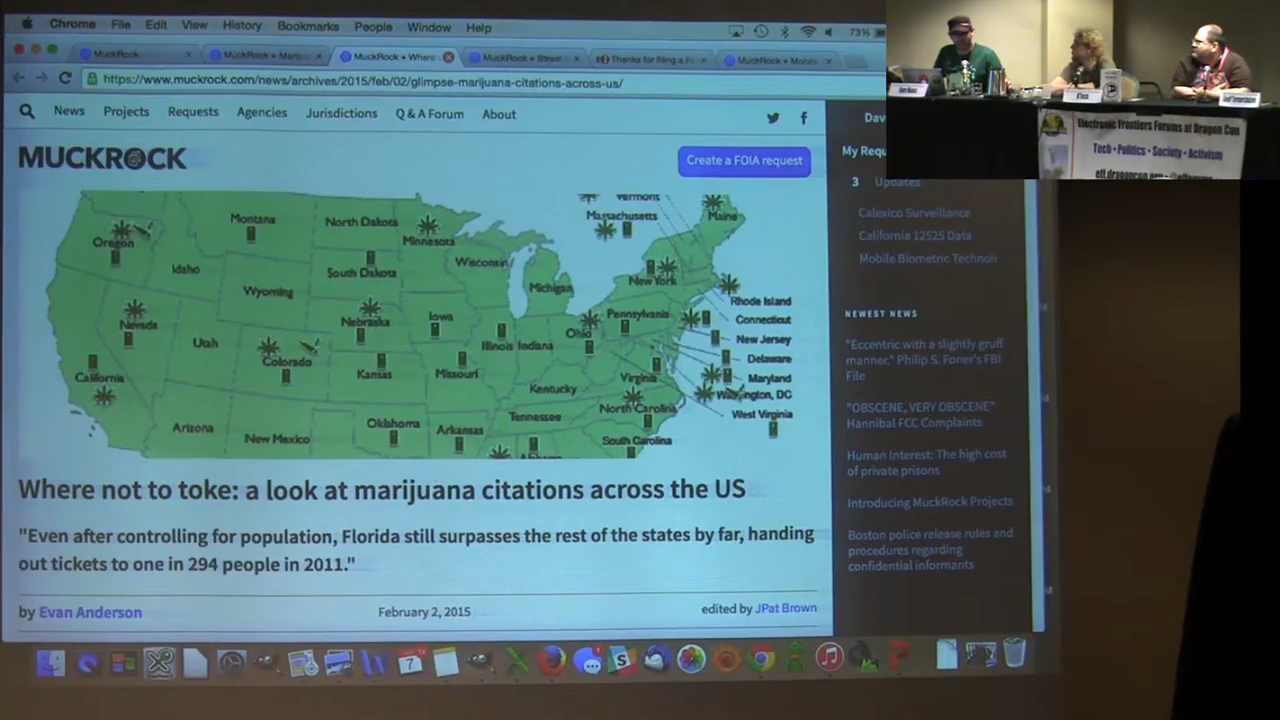 Chrome File Edit View History Bookmarks People Window Help 73%
MuckRock
MuckRock • Where
MuckRock • Street
Thanks for filing a F
MuckRock • Mobile
https://www.muckrock.com/news/archives/2015/feb/02/glimpse-marijuana-citations-across-us/
News Projects Requests Agencies Jurisdictions Q & A Forum About
MUCKROCK
Create a FOIA request
Vermont
Massachusetts
Maine
Montana
North Dakota
Oregon
Minnesota
Wisconsin
Idaho
South Dakota
Wyoming
Michigan
New York
Rhode Island
Nevada
Nebraska
Iowa
Ohio
Pennsylvania
Connecticut
Utah
Colorado
Illinois
Indiana
New Jersey
Delaware
California
Kansas
Missouri
Kentucky
Virginia
Maryland
Washington, DC
Arizona
New Mexico
Oklahoma
Arkansas
Tennessee
North Carolina
West Virginia
South Carolina
Where not to toke: a look at marijuana citations across the US
"Even after controlling for population, Florida still surpasses the rest of the states by far, handing
out tickets to one in 294 people in 2011."
by Evan Anderson February 2, 2015 edited by JPat Brown
My Requ
3 Updates
Calexico Surveillance
California 12525 Data
Mobile Biometric
NEWEST NEWS
"Eccentric with a slightly gruff
manner." Philip S. Foner's FBI
File
"OBSCENE, VERY OBSCENE"
Hannibal FCC Complaints
Human Interest: The high cost
of private prisons
Introducing MuckRock Projects
Boston police release rules and
procedures regarding
confidential informants
7
Electronic Frontiers Forums at Dragon Con
Tech • Politics • Society • Activism